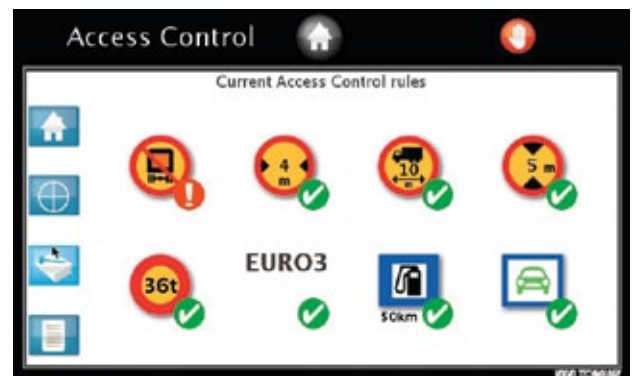 Access Control
Current Access Control rules
4
m
10
m
5 m
36t
EURO3
50km